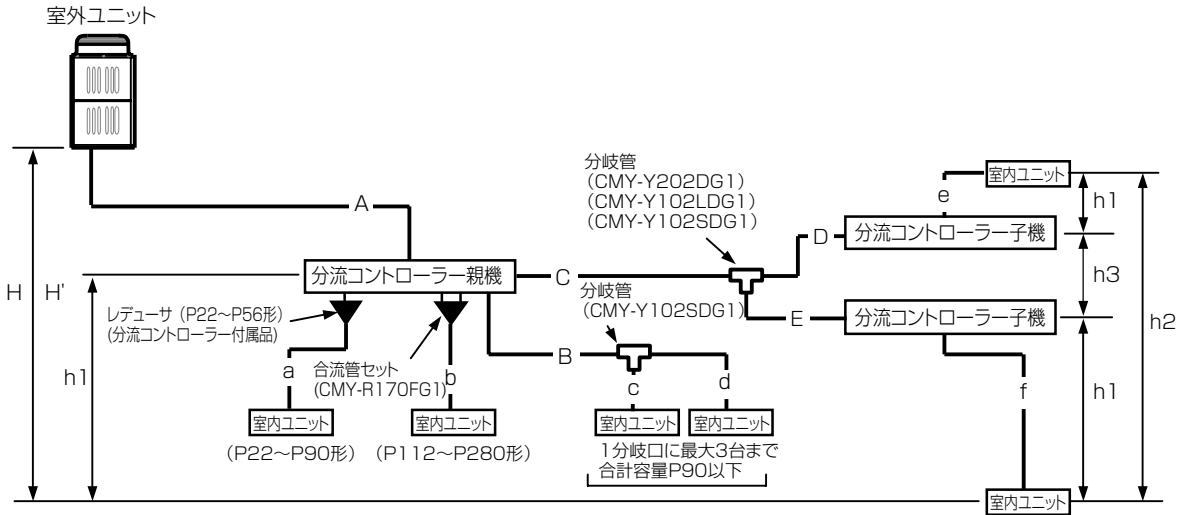 室外ユニット
分岐管
（CMY-Y202DG1）
（CMY-Y102LDG1）
（CMY-Y102SDG1）
室内ユニット
e
h1
A
D
分流コントローラー子機
分流コントローラー親機
C
H
H'
h3
分岐管
（CMY-Y102SDG1）
E
分流コントローラー子機
h2
レデューサ（P22〜P56形）
(分流コントローラー付属品)
B
h1
a
合流管セット
(CMY-R170FG1)
b
c
d
f
h1
室内ユニット
室内ユニット
室内ユニット
室内ユニット
（P22〜P90形）
（P112〜P280形）
1分岐口に最大3台まで
合計容量P90以下
室内ユニット